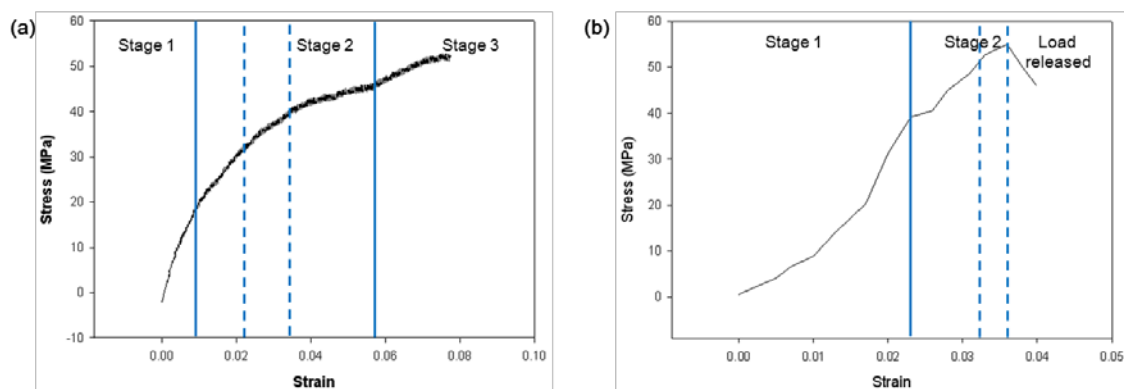 (a)
60
50
40
30
20
10
0
-10
Stress (MPa)
Stage 1
Stage 2
Stage 3
0.00
0.02
0.04
0.06
0.08
0.10
Strain
(b)
60
50
40
30
20
10
0
Stress (MPa)
Stage 1
Stage 2
Load
released
0.00
0.01
0.02
0.03
0.04
0.05
Strain